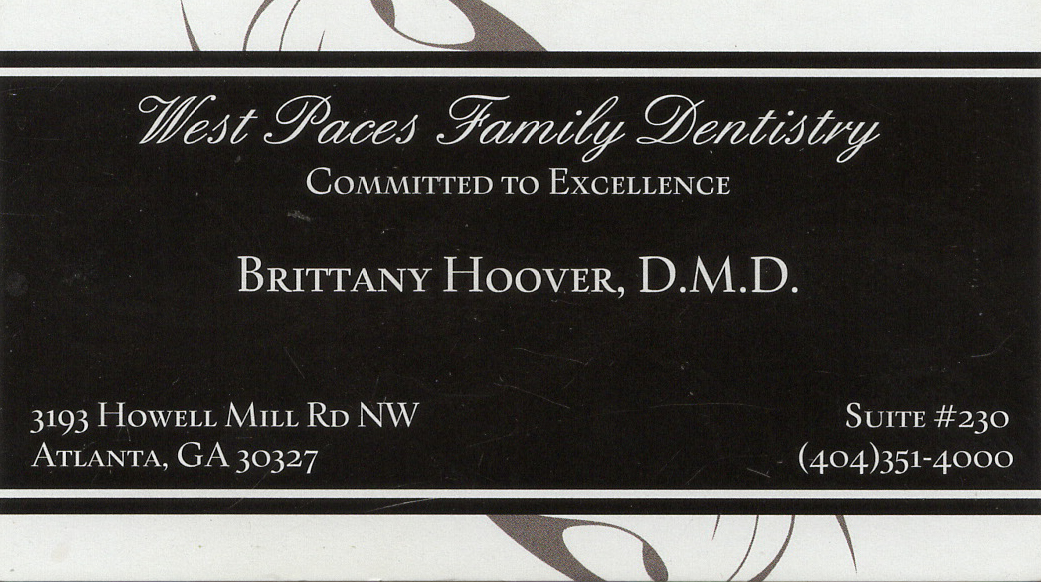 West Paces Family Dentistry
Committed to Excellence
Brittany Hoover, D.M.D.
3193 Howell Mill Rd NW
Suite #230
Atlanta, GA 30327
(404)351-4000